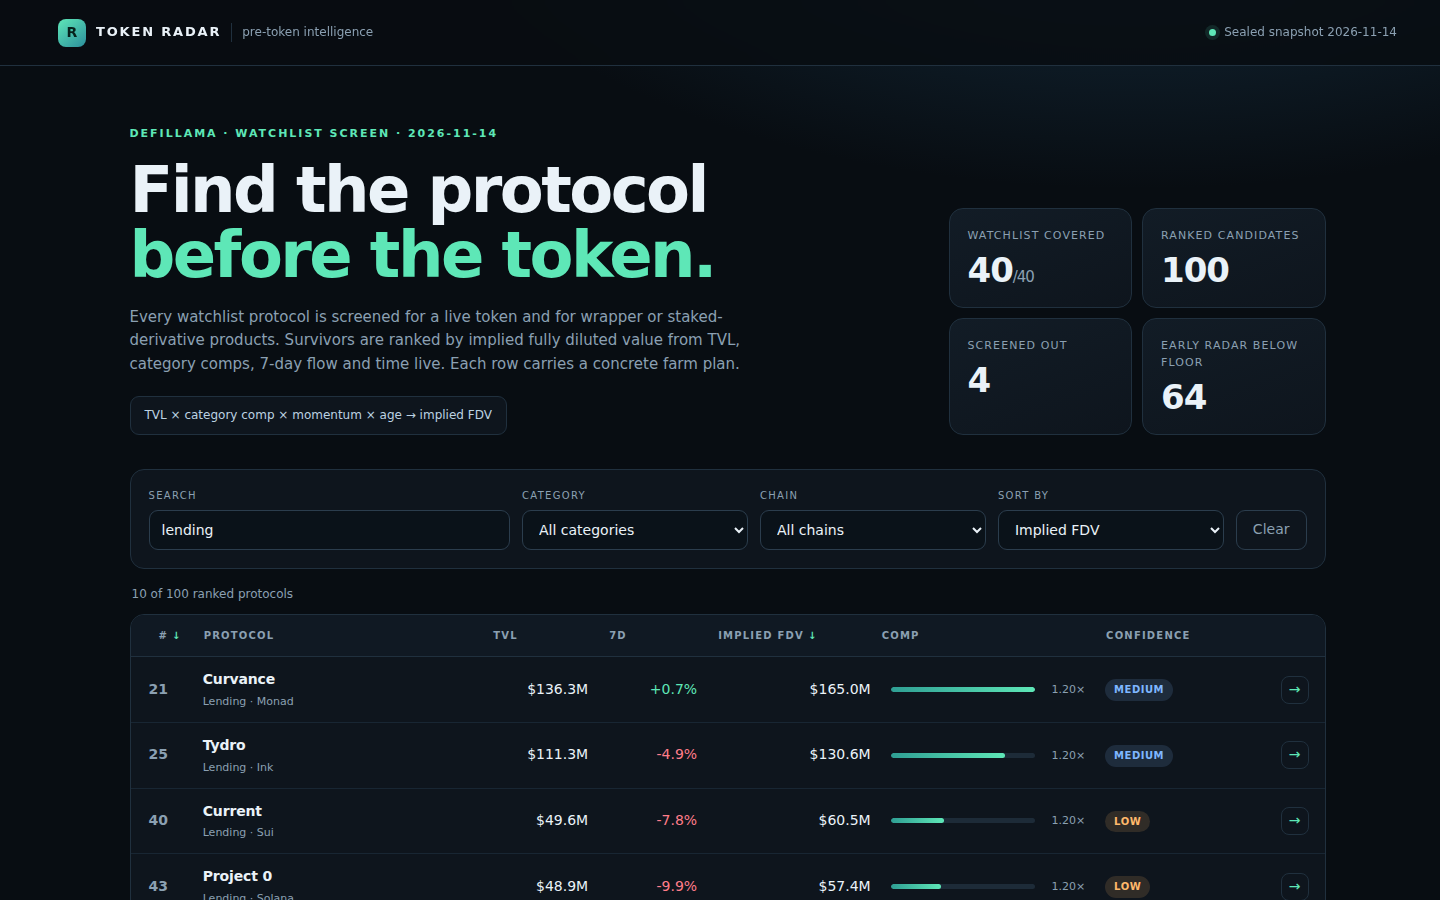 R TOKEN RADAR pre-token intelligence Sealed snapshot 2026-11-14
DEFILLAMA · WATCHLIST SCREEN · 2026-11-14
Find the protocol
before the token.
Every watchlist protocol is screened for a live token and for wrapper or staked-
derivative products. Survivors are ranked by implied fully diluted value from TVL,
category comps, 7-day flow and time live. Each row carries a concrete farm plan.
TVL × category comp × momentum × age → implied FDV
WATCHLIST COVERED
40/40
RANKED CANDIDATES
100
SCREENED OUT
4
EARLY RADAR BELOW
FLOOR
64
SEARCH CATEGORY CHAIN SORT BY
lending All categories All chains Implied FDV Clear
10 of 100 ranked protocols
# ↓ PROTOCOL TVL 7D IMPLIED FDV ↓ COMP CONFIDENCE
21 Curvance $136.3M +0.7% $165.0M 1.20× MEDIUM →
Lending · Monad
25 Tydro $111.3M -4.9% $130.6M 1.20× MEDIUM →
Lending · Ink
40 Current $49.6M -7.8% $60.5M 1.20× LOW →
Lending · Sui
43 Project 0 $48.9M -9.9% $57.4M 1.20× LOW →
Lending · Solana